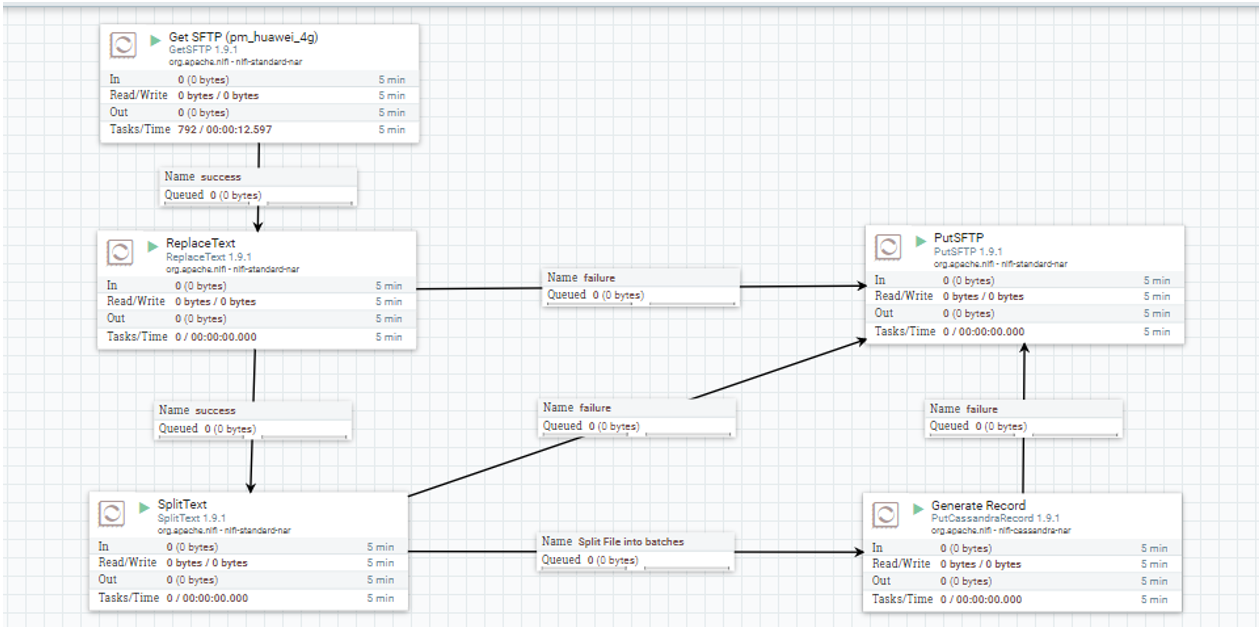 Get SFTP (pm_huawei_4g)
GetSFTP 1.9.1
org.apache.nifi - nifi-standard-nar
In 0 (0 bytes) 5 min
Read/Write 0 bytes / 0 bytes 5 min
Out 0 (0 bytes) 5 min
Tasks/Time 792 / 00:00:12.597 5 min
Name success
Queued 0 (0 bytes)
ReplaceText
ReplaceText 1.9.1
org.apache.nifi - nifi-standard-nar
In 0 (0 bytes) 5 min
Read/Write 0 bytes / 0 bytes 5 min
Out 0 (0 bytes) 5 min
Tasks/Time 0 / 00:00:00.000 5 min
Name failure
Queued 0 (0 bytes)
PutSFTP
PutSFTP 1.9.1
org.apache.nifi - nifi-standard-nar
In 0 (0 bytes) 5 min
Read/Write 0 bytes / 0 bytes 5 min
Out 0 (0 bytes) 5 min
Tasks/Time 0 / 00:00:00.000 5 min
Name success
Queued 0 (0 bytes)
Name failure
Queued 0 (0 bytes)
Name failure
Queued 0 (0 bytes)
SplitText
SplitText 1.9.1
org.apache.nifi - nifi-standard-nar
In 0 (0 bytes) 5 min
Read/Write 0 bytes / 0 bytes 5 min
Out 0 (0 bytes) 5 min
Tasks/Time 0 / 00:00:00.000 5 min
Name Split File into batches
Queued 0 (0 bytes)
Generate Record
PutCassandraRecord 1.9.1
org.apache.nifi - nifi-cassandra-nar
In 0 (0 bytes) 5 min
Read/Write 0 bytes / 0 bytes 5 min
Out 0 (0 bytes) 5 min
Tasks/Time 0 / 00:00:00.000 5 min